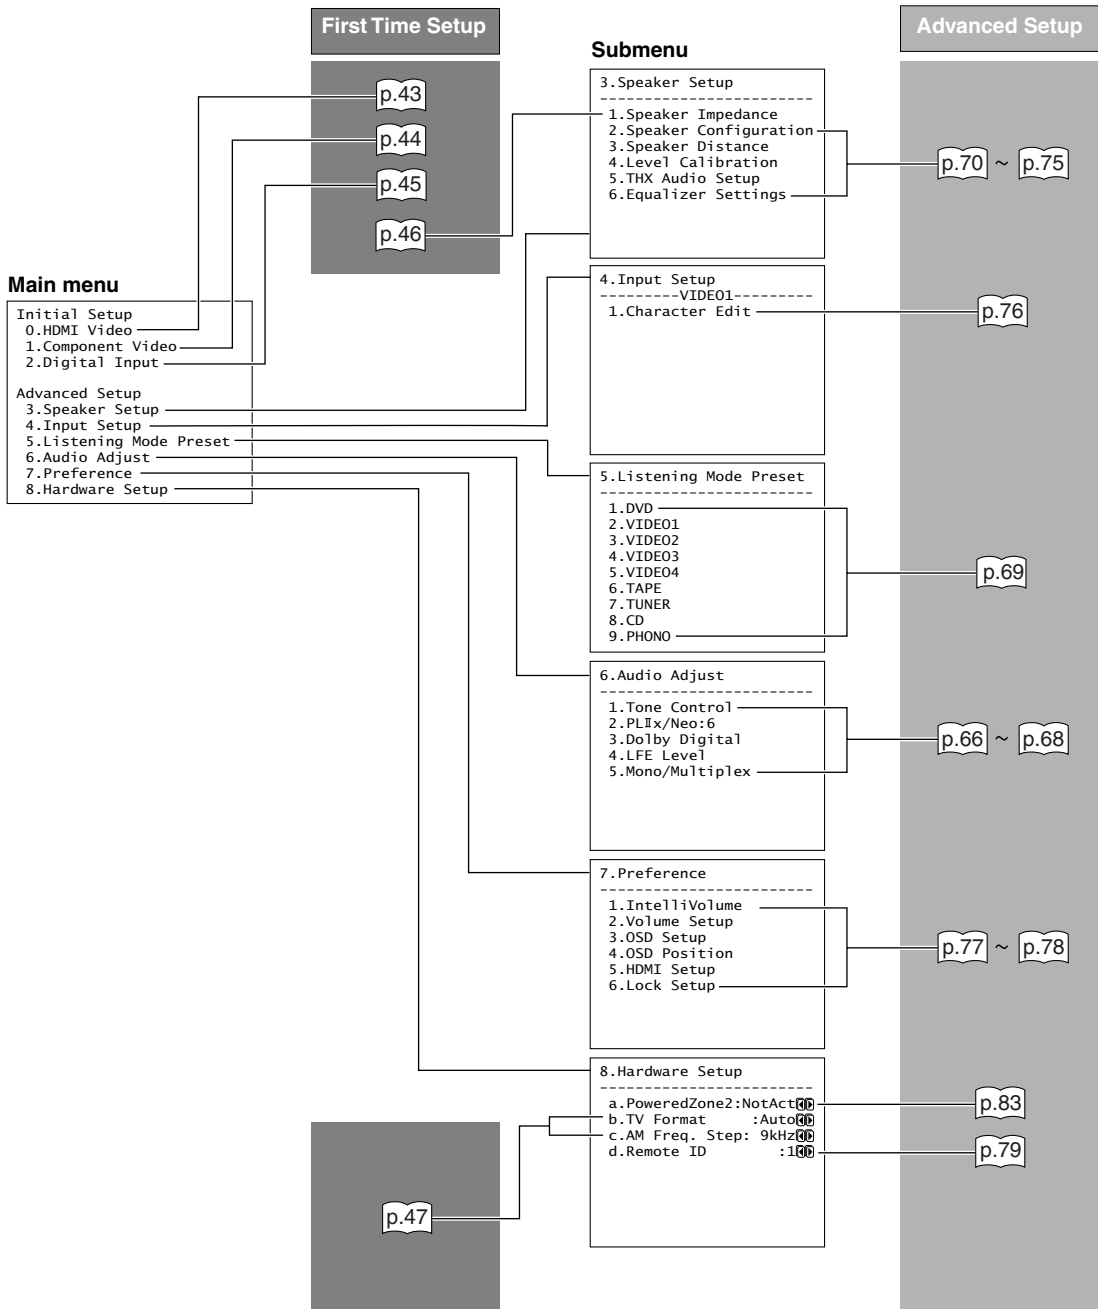 First Time Setup
Advanced Setup
Submenu
p.43
p.44
p.45
p.46
3.Speaker Setup
------------------------
1.Speaker Impedance
2.Speaker Configuration
3.Speaker Distance
4.Level Calibration
5.THX Audio Setup
6.Equalizer Settings
p.70 ~ p.75
Main menu
Initial Setup
0.HDMI Video
1.Component Video
2.Digital Input
Advanced Setup
3.Speaker Setup
4.Input Setup
5.Listening Mode Preset
6.Audio Adjust
7.Preference
8.Hardware Setup
4.Input Setup
---------VIDEO1---------
1.Character Edit
p.76
5.Listening Mode Preset
------------------------
1.DVD
2.VIDEO1
3.VIDEO2
4.VIDEO3
5.VIDEO4
6.TAPE
7.TUNER
8.CD
9.PHONO
p.69
6.Audio Adjust
------------------------
1.Tone Control
2.PLⅡx/Neo:6
3.Dolby Digital
4.LFE Level
5.Mono/Multiplex
p.66 ~ p.68
7.Preference
------------------------
1.IntelliVolume
2.Volume Setup
3.OSD Setup
4.OSD Position
5.HDMI Setup
6.Lock Setup
p.77 ~ p.78
8.Hardware Setup
------------------------
a.PoweredZone2:NotAct
b.TV Format :Auto
c.AM Freq. Step: 9kHz
d.Remote ID :1
p.83
p.79
p.47